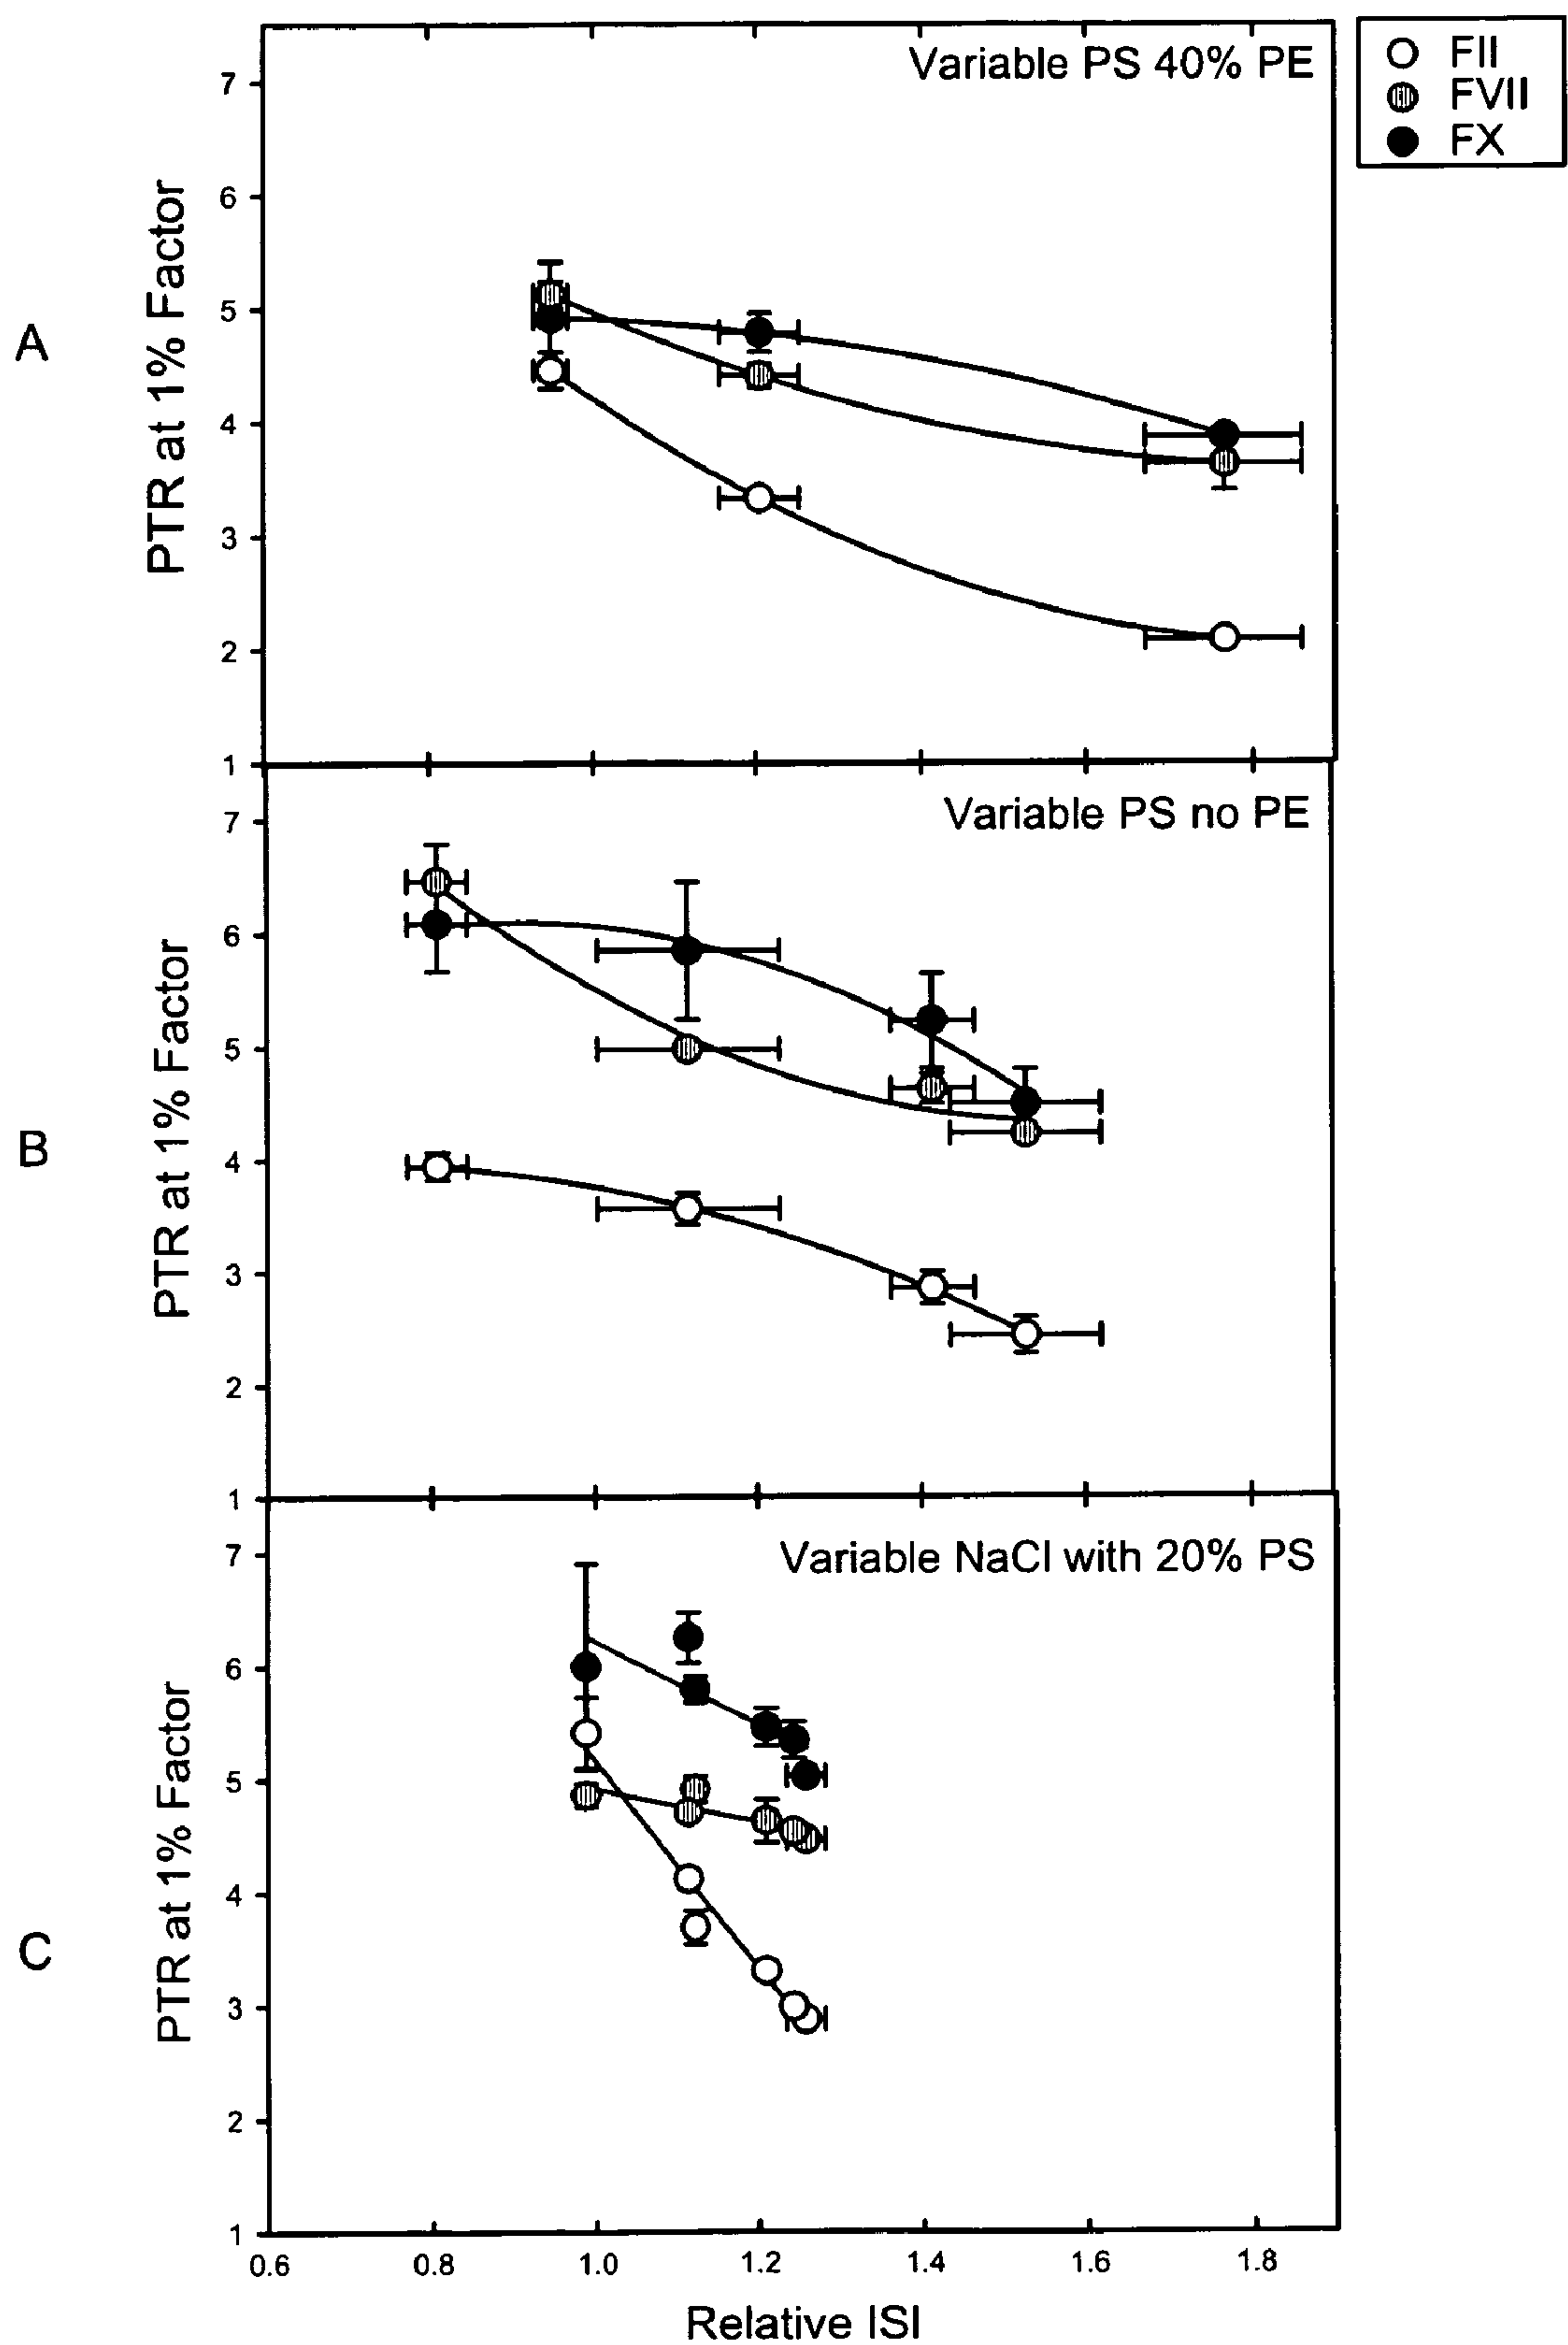 Variable PS 40% PE
FII
FVII
FX
7
6
5
4
3
2
1
PTR at 1% Factor
A
Variable PS no PE
7
6
5
4
3
2
1
PTR at 1% Factor
B
Variable NaCl with 20% PS
7
6
5
4
3
2
1
PTR at 1% Factor
C
0.6 0.8 1.0 1.2 1.4 1.6 1.8
Relative ISI